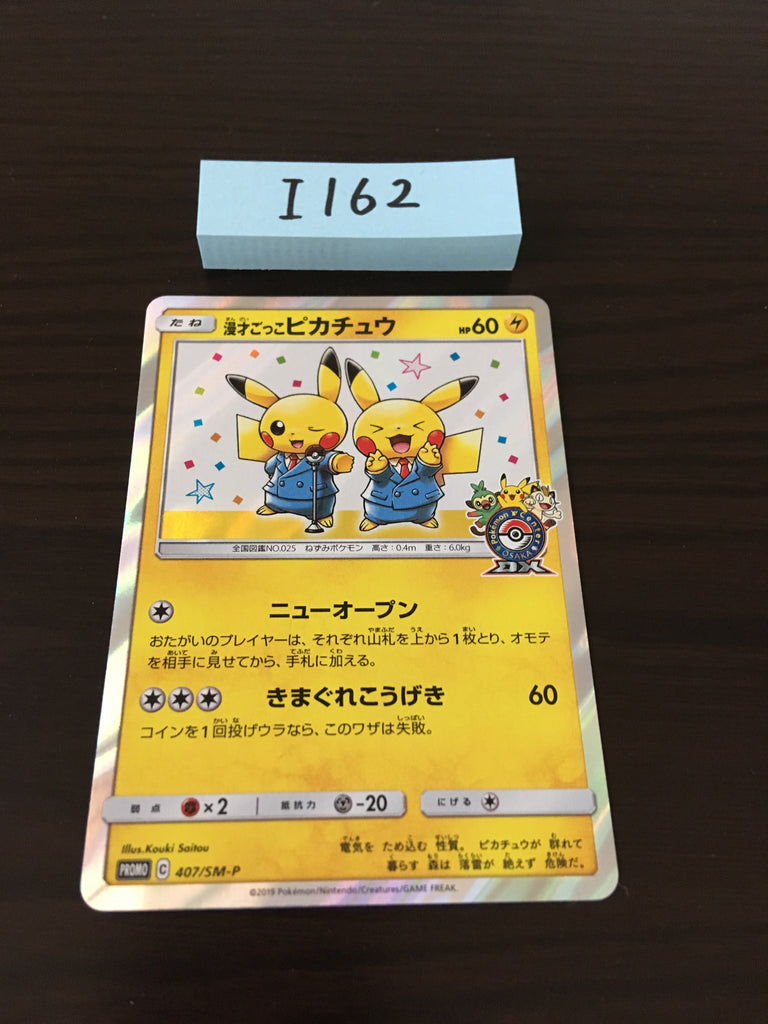 I162
たね 漫才ごっこピカチュウ HP60
Pokémon Center
OSAKA
DX
全国図鑑NO.025 ねずみポケモン 高さ:0.4m 重さ:6.0kg
ニューオープン
おたがいのプレイヤーは、それぞれ山札を上から1枚とり、オモテ
を相手に見せてから、手札に加える。
きまぐれこうげき 60
コインを1回投げウラなら、このワザは失敗。
弱点 ×2 抵抗力 -20 にげる
Illus.Kouki Saitou
電気を ため込む 性質。 ピカチュウが 群れて
暮らす 森は 落雷が 絶えず 危険だ。
PROMO C 407/SM-P
©2019 Pokémon/Nintendo/Creatures/GAME FREAK.